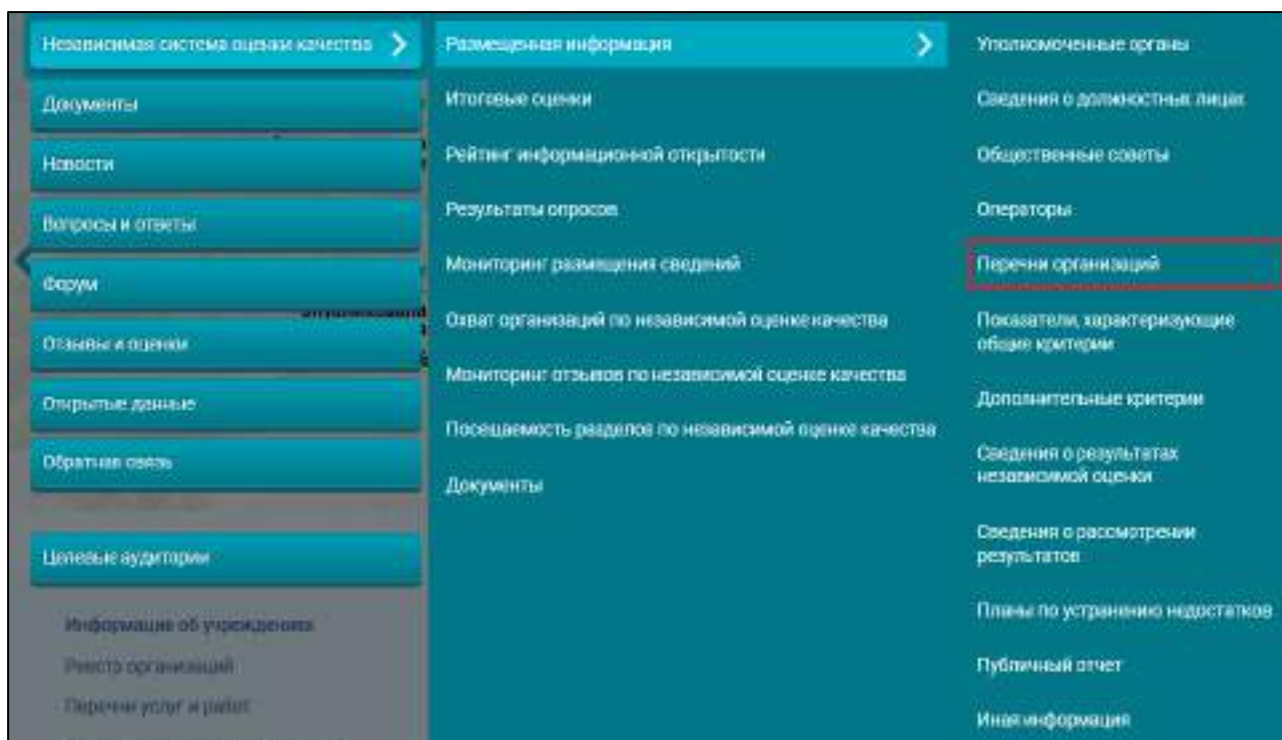 Независимая система оценки качества
Документы
Новости
Вопросы и ответы
Форум
Отзывы и оценки
Открытые данные
Обратная связь
Целевые аудитории
Информация об учреждениях
Реестр организаций
Перечни услуг и работ
Размещенная информация
Итоговые оценки
Рейтинг информационной открытости
Результаты опросов
Мониторинг размещения сведений
Охват организаций по независимой оценке качества
Мониторинг отзывов по независимой оценке качества
Посещаемость разделов по независимой оценке качества
Документы
Уполномоченные органы
Сведения о должностных лицах
Общественные советы
Операторы
Перечни организаций
Показатели, характеризующие
общие критерии
Дополнительные критерии
Сведения о результатах
независимой оценки
Сведения о рассмотрении
результатов
Планы по устранению недостатков
Публичный отчет
Иная информация